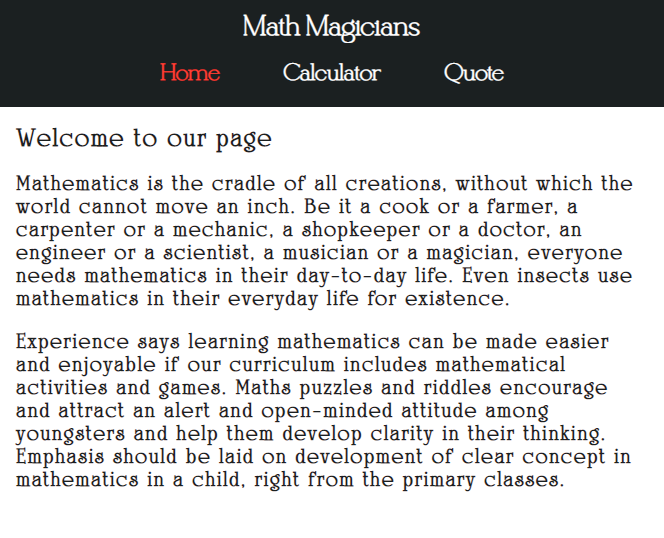 Math Magicians
Home Calculator Quote
Welcome to our page
Mathematics is the cradle of all creations, without which the
world cannot move an inch. Be it a cook or a farmer, a
carpenter or a mechanic, a shopkeeper or a doctor, an
engineer or a scientist, a musician or a magician, everyone
needs mathematics in their day-to-day life. Even insects use
mathematics in their everyday life for existence.
Experience says learning mathematics can be made easier
and enjoyable if our curriculum includes mathematical
activities and games. Maths puzzles and riddles encourage
and attract an alert and open-minded attitude among
youngsters and help them develop clarity in their thinking.
Emphasis should be laid on development of clear concept in
mathematics in a child, right from the primary classes.